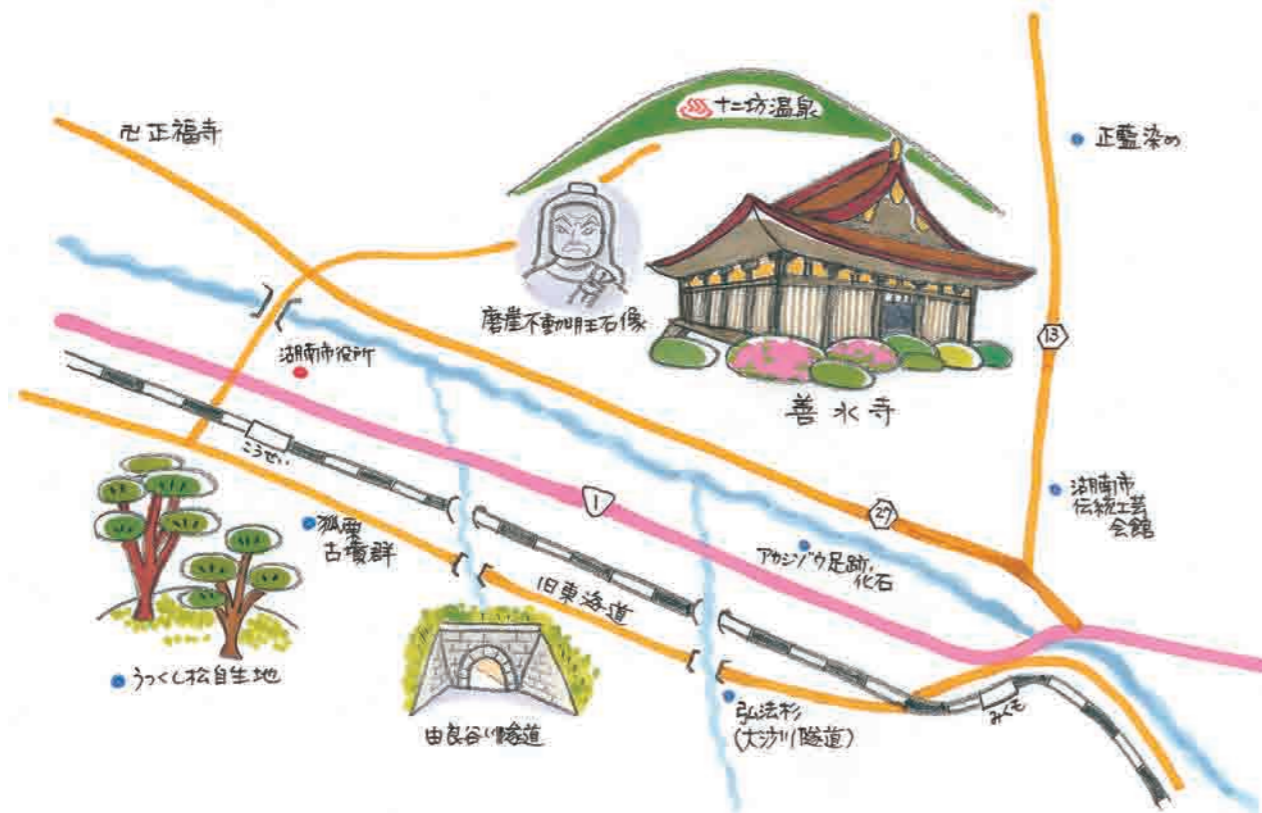 卍正福寺
十二坊温泉
正藍染め
磨崖不動明王石像
善水寺
13
湖南市役所
こうせい
湖南市
伝統工芸
会館
1
27
狐栗
古墳群
アカシゾウ足跡、
化石
旧東海道
うつくし松自生地
由良谷川隧道
弘法杉
(大沙川隧道)
みくも